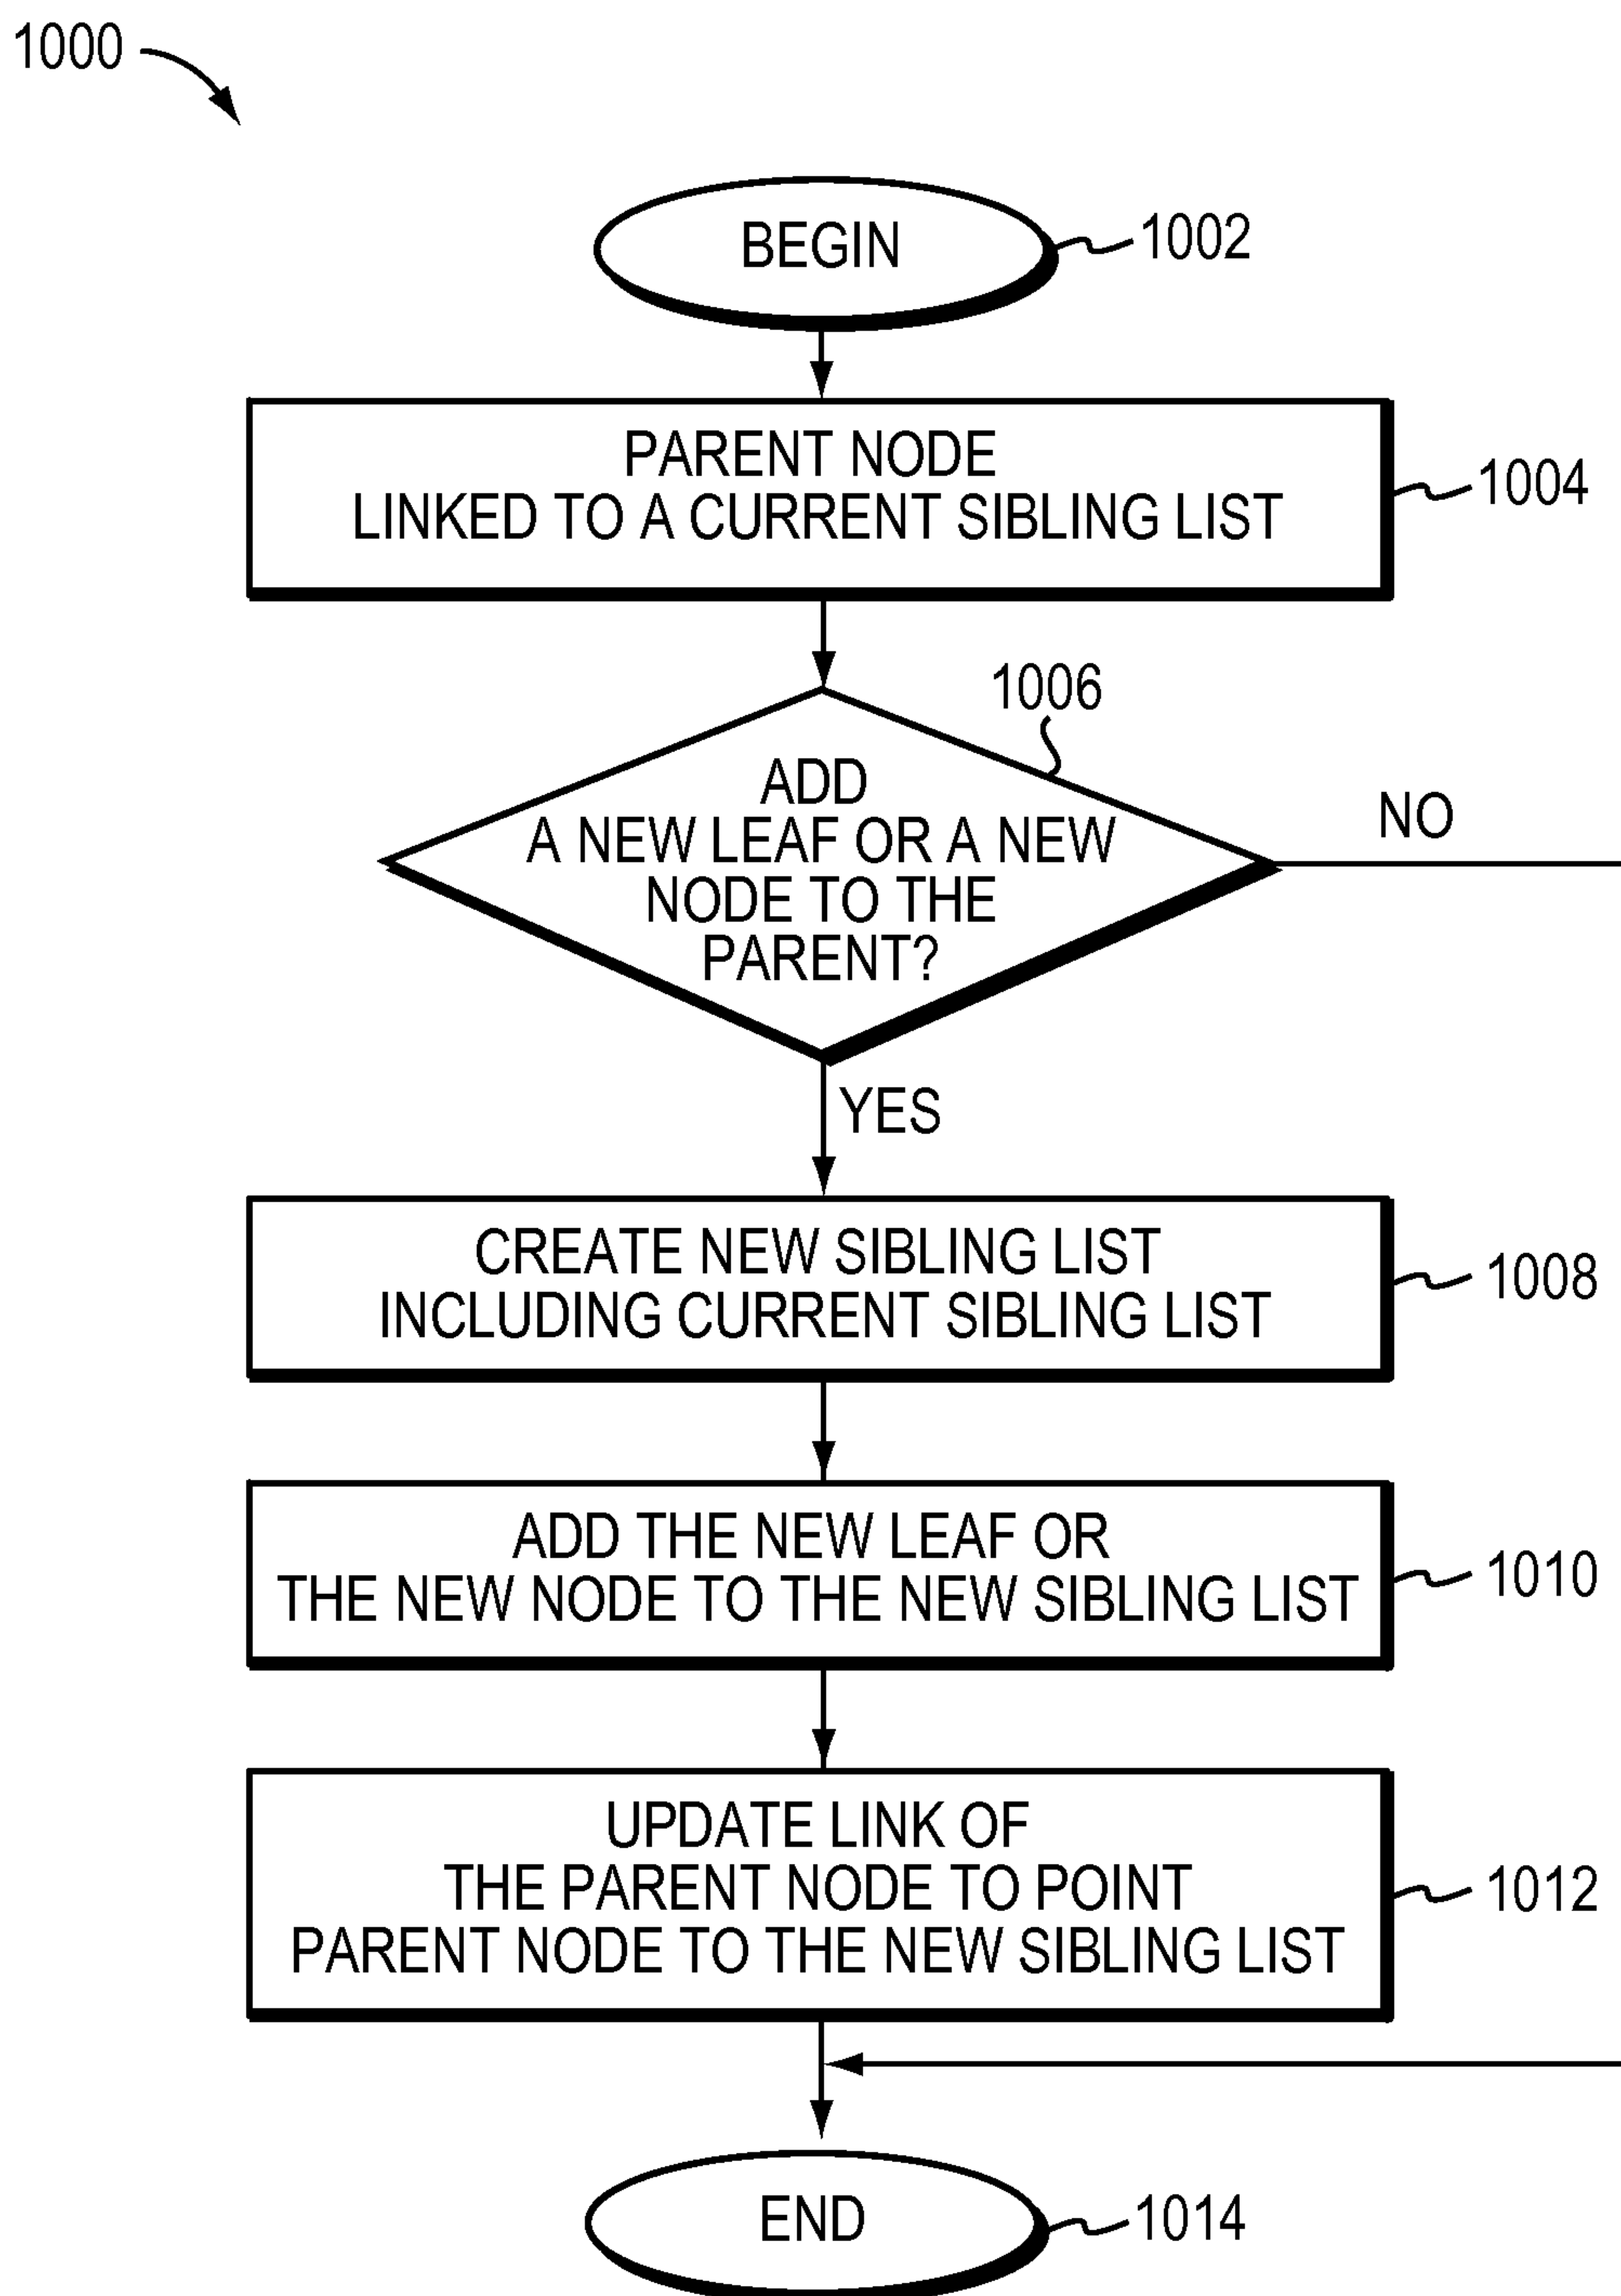 1000
BEGIN
1002
PARENT NODE
LINKED TO A CURRENT SIBLING LIST
1004
1006
ADD
A NEW LEAF OR A NEW
NODE TO THE
PARENT?
NO
YES
CREATE NEW SIBLING LIST
INCLUDING CURRENT SIBLING LIST
1008
ADD THE NEW LEAF OR
THE NEW NODE TO THE NEW SIBLING LIST
1010
UPDATE LINK OF
THE PARENT NODE TO POINT
PARENT NODE TO THE NEW SIBLING LIST
1012
END
1014